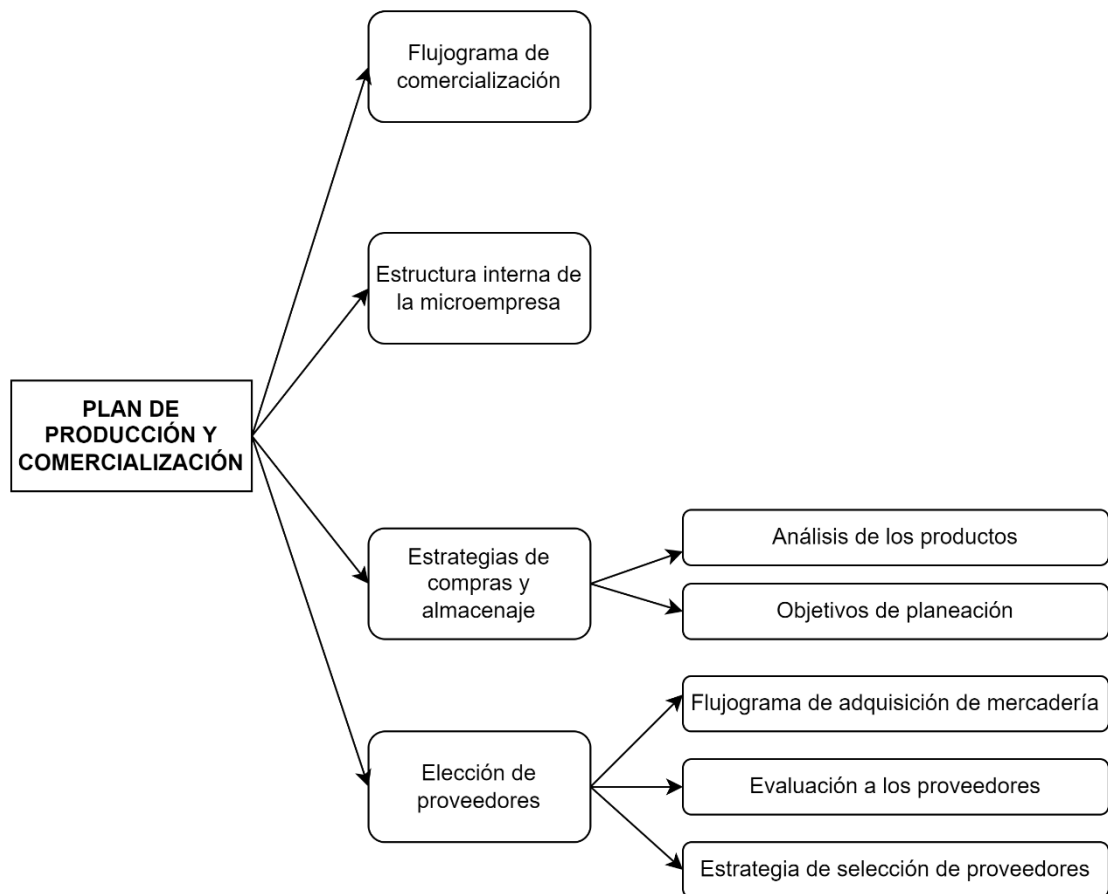 Flujograma de
comercialización
Estructura interna de
la microempresa
PLAN DE
PRODUCCIÓN Y
COMERCIALIZACIÓN
Estrategias de
compras y
almacenaje
Análisis de los productos
Objetivos de planeación
Elección de
proveedores
Flujograma de adquisición de mercadería
Evaluación a los proveedores
Estrategia de selección de proveedores